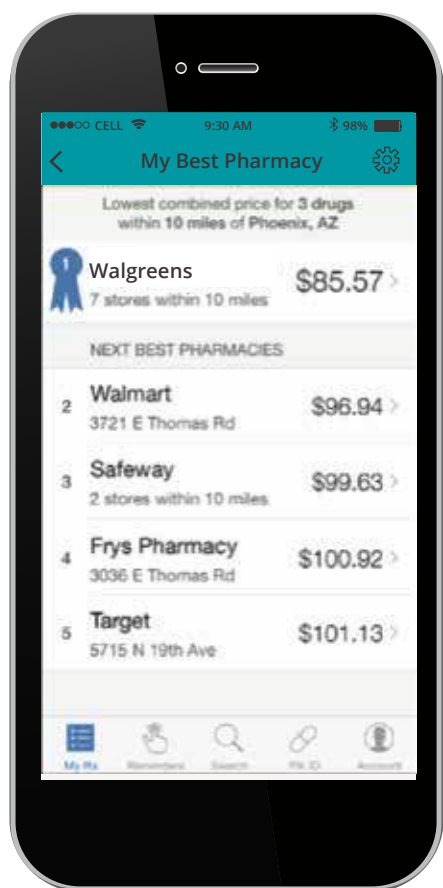 CELL 9:30 AM 98%
My Best Pharmacy
Lowest combined price for 3 drugs
within 10 miles of Phoenix, AZ
1 Walgreens $85.57
7 stores within 10 miles
NEXT BEST PHARMACIES
2 Walmart $96.94
3721 E Thomas Rd
3 Safeway $99.63
2 stores within 10 miles
4 Frys Pharmacy $100.92
3036 E Thomas Rd
5 Target $101.13
5715 N 19th Ave
My Rx Reminders Search Account